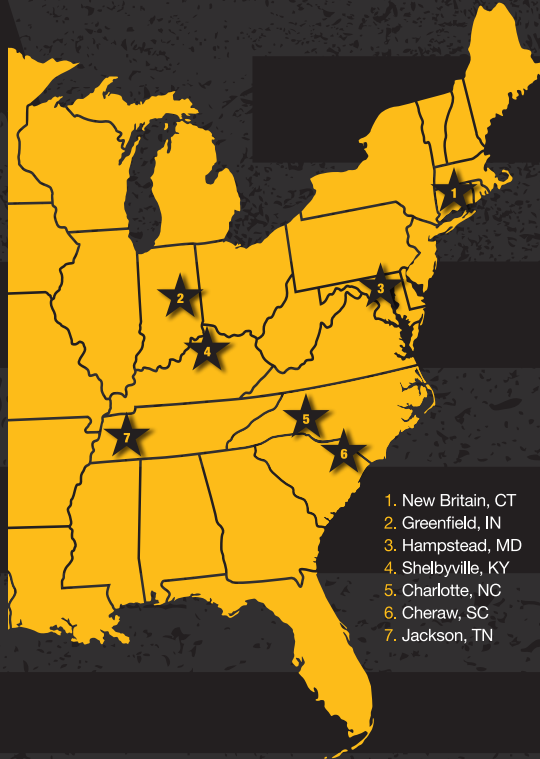 1
2
3
4
5
6
7
1. New Britain, CT
2. Greenfield, IN
3. Hampstead, MD
4. Shelbyville, KY
5. Charlotte, NC
6. Cheraw, SC
7. Jackson, TN